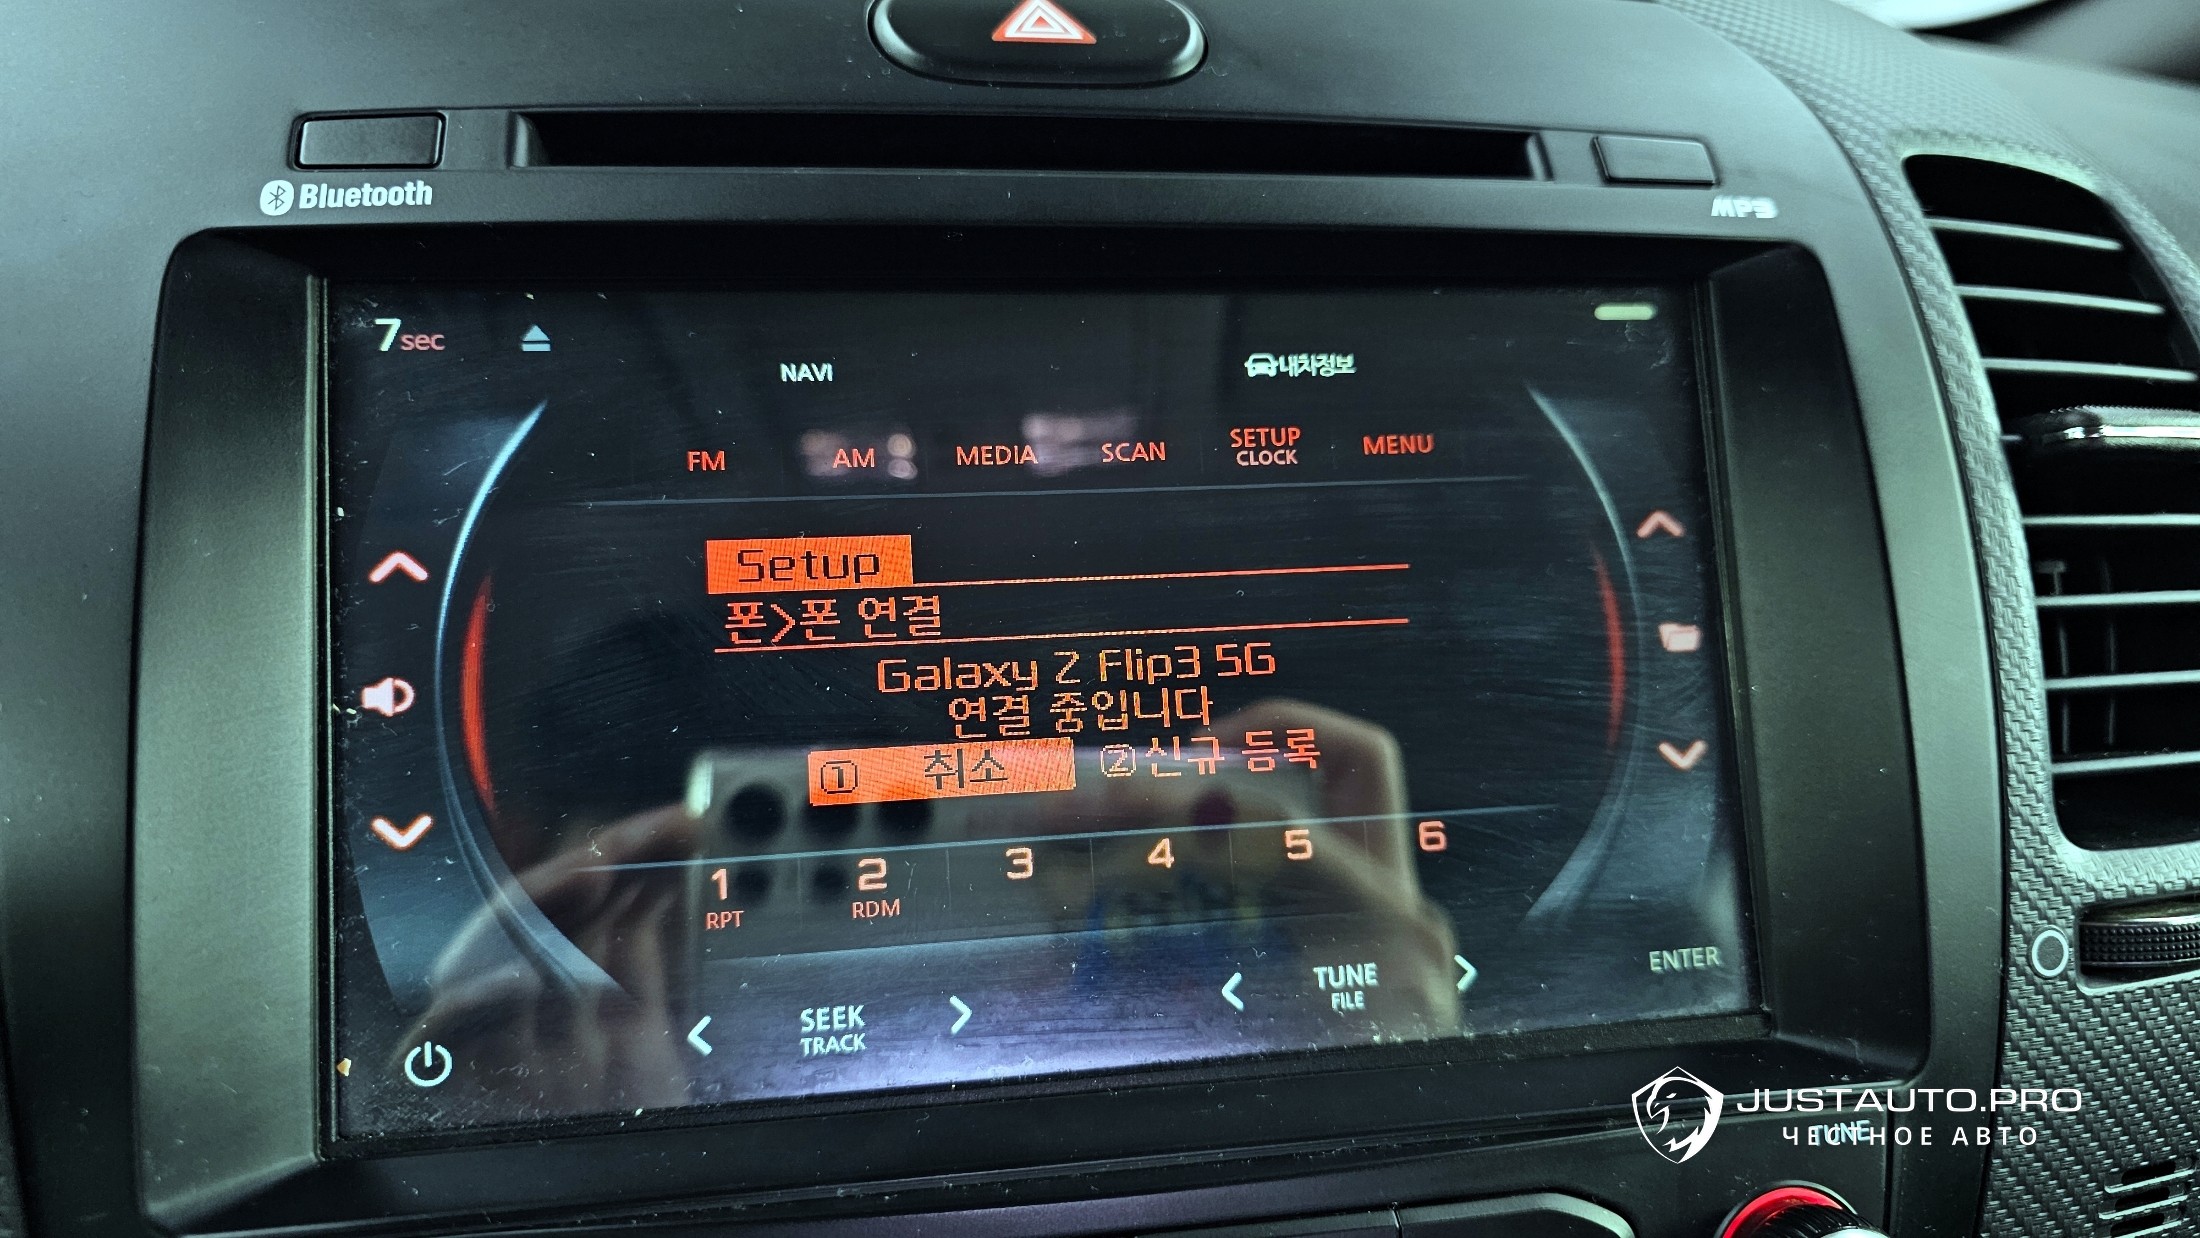 Bluetooth
MP3
7sec
NAVI
내차정보
FM AM MEDIA SCAN SETUP MENU
CLOCK
Setup
폰>폰 연결
Galaxy Z Flip3 5G
연결 중입니다
① 취소 ②신규 등록
1 2 3 4 5 6
RPT RDM
ENTER
SEEK TUNE
TRACK FILE
JUSTAUTO.PRO
ЧЕСТНОЕ АВТО
TUNE